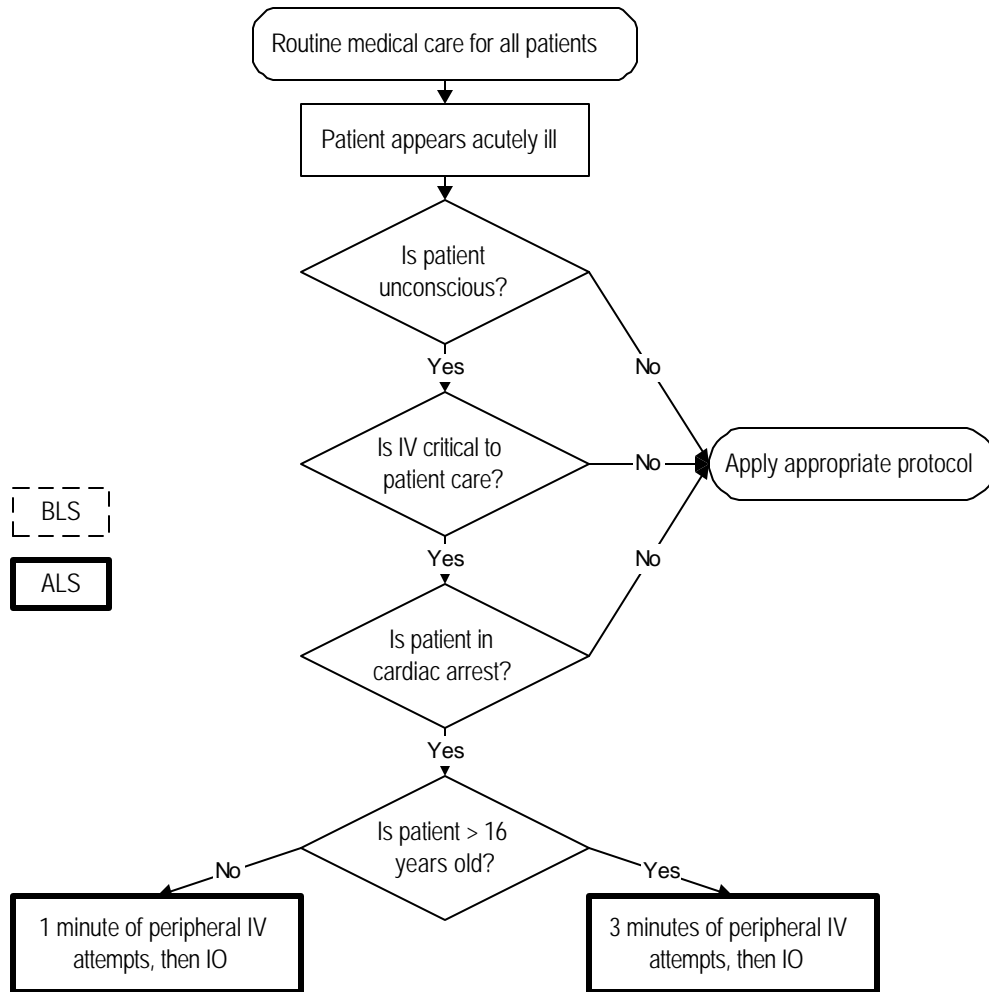 Routine medical care for all patients
Patient appears acutely ill
Is patient
unconscious?
Yes
No
Is IV critical to
patient care?
No
Apply appropriate protocol
BLS
Yes
No
ALS
Is patient in
cardiac arrest?
Yes
Is patient > 16
years old?
No
Yes
1 minute of peripheral IV
attempts, then IO
3 minutes of peripheral IV
attempts, then IO